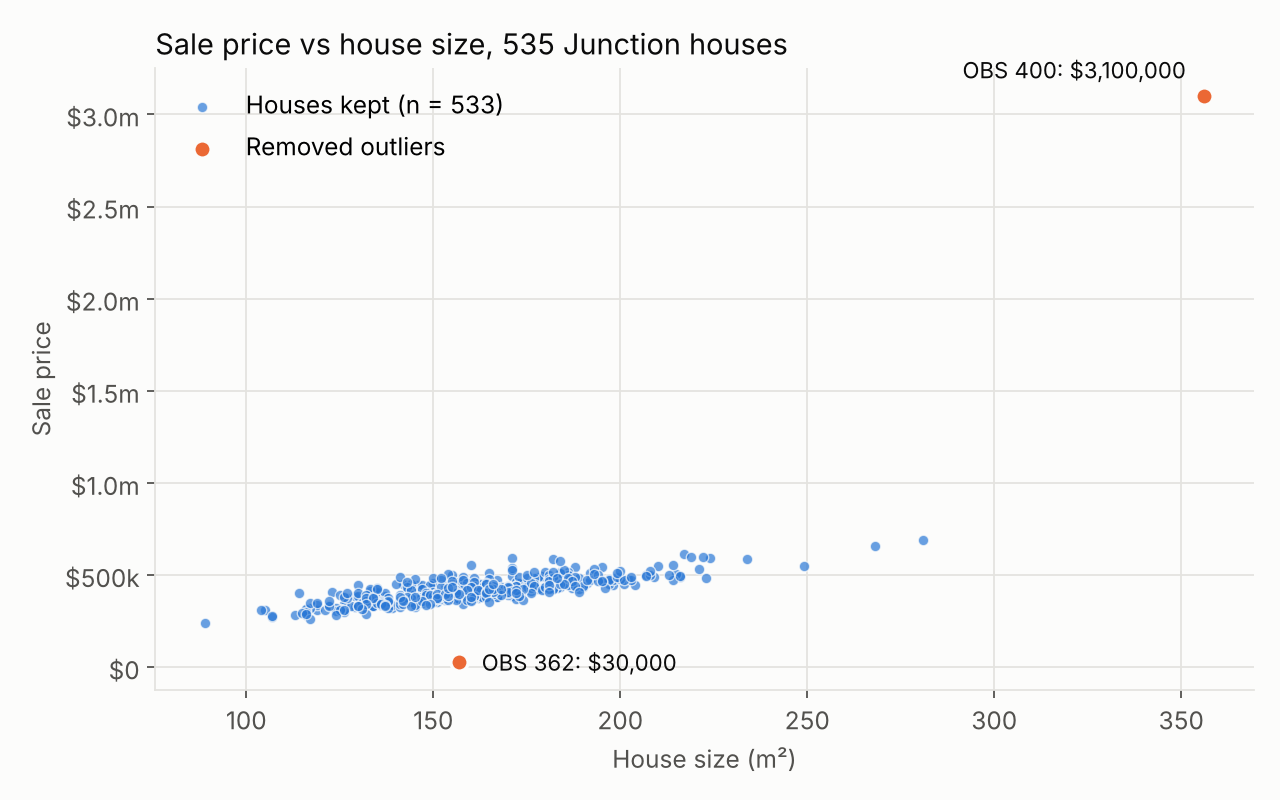 Sale price vs house size, 535 Junction houses
OBS 400: $3,100,000
Houses kept (n = 533)
Removed outliers
$3.0m
$2.5m
$2.0m
$1.5m
$1.0m
$500k
$0
Sale price
OBS 362: $30,000
100 150 200 250 300 350
House size (m²)